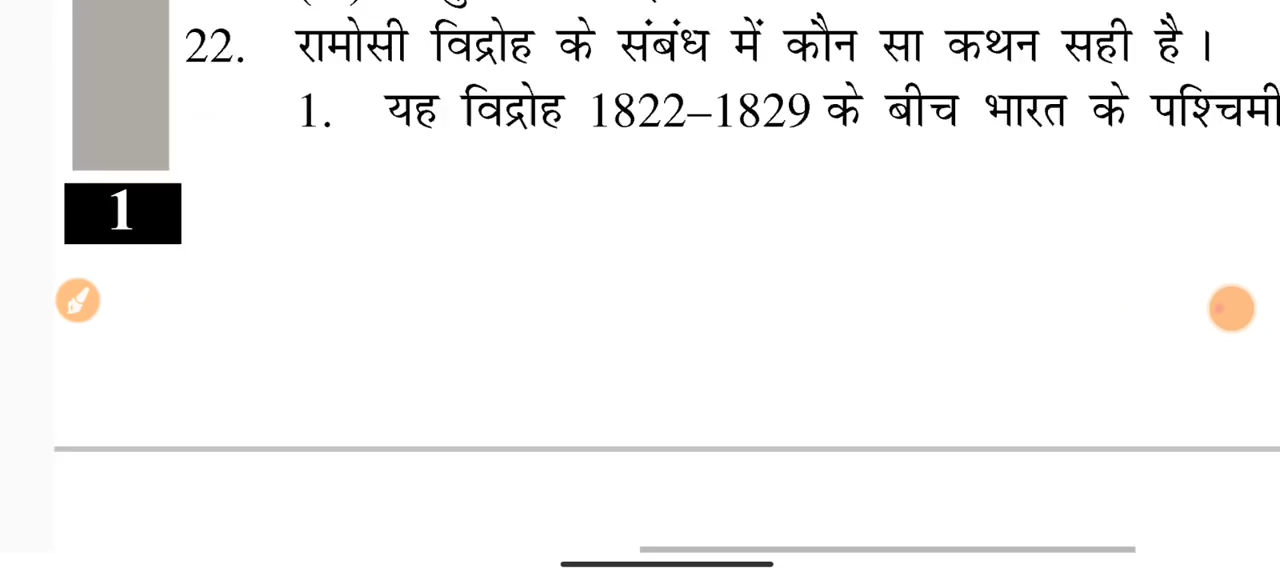 22. रामोसी विद्रोह के संबंध में कौन सा कथन सही है।
1. यह विद्रोह 1822–1829 के बीच भारत के पश्चिमी
1